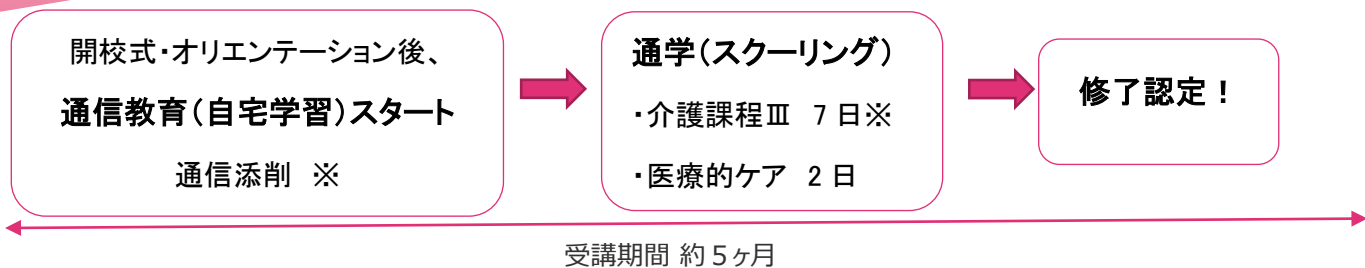 開校式・オリエンテーション後、
通信教育(自宅学習)スタート
通信添削 ※
通学(スクーリング)
・介護課程Ⅲ 7日※
・医療的ケア 2日
修了認定！
受講期間 約5ヶ月